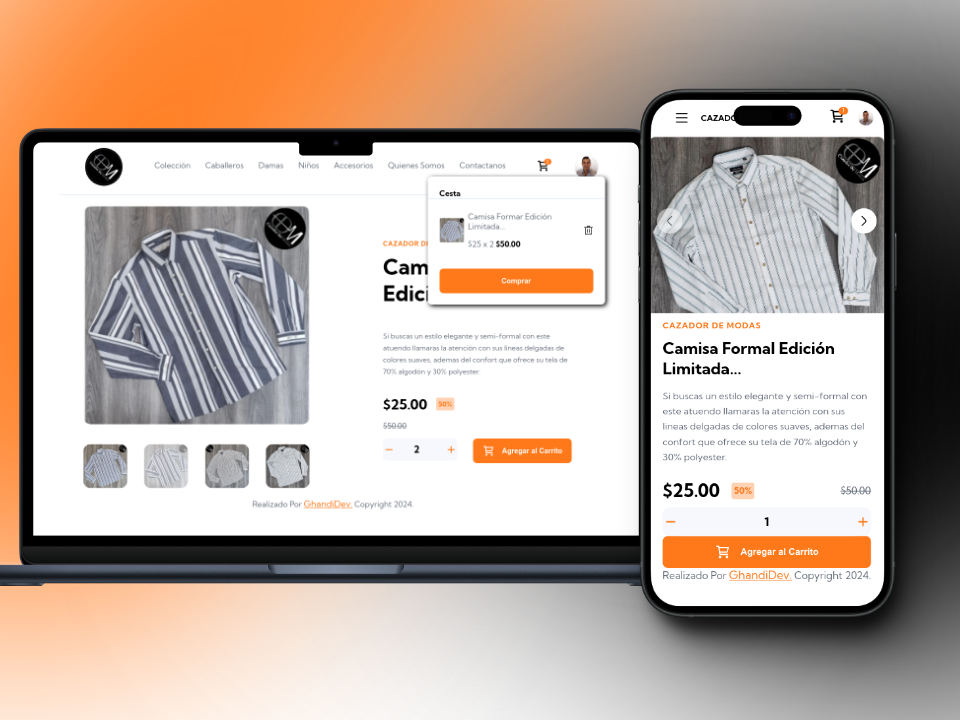 Colección Caballeros Damas Niños Accesorios Quienes Somos Contactanos
Cesta
Camisa Formar Edición
Limitada...
$25 x 2 $50.00
Comprar
CAZADOR DE
Cam
Edici
Si buscas un estilo elegante y semi-formal con este
atuendo llamaras la atención con sus lineas delgadas de
colores suaves, ademas del confort que ofrece su tela de
70% algodón y 30% polyester.
$25.00 50%
$50.00
− 2 +
Agregar al Carrito
Realizado Por GhandiDev. Copyright 2024.
CAZADO
1
CAZADOR DE MODAS
Camisa Formal Edición
Limitada...
Si buscas un estilo elegante y semi-formal con
este atuendo llamaras la atención con sus
lineas delgadas de colores suaves, ademas del
confort que ofrece su tela de 70% algodón y
30% polyester.
$25.00 50% $50.00
− 1 +
Agregar al Carrito
Realizado Por GhandiDev. Copyright 2024.